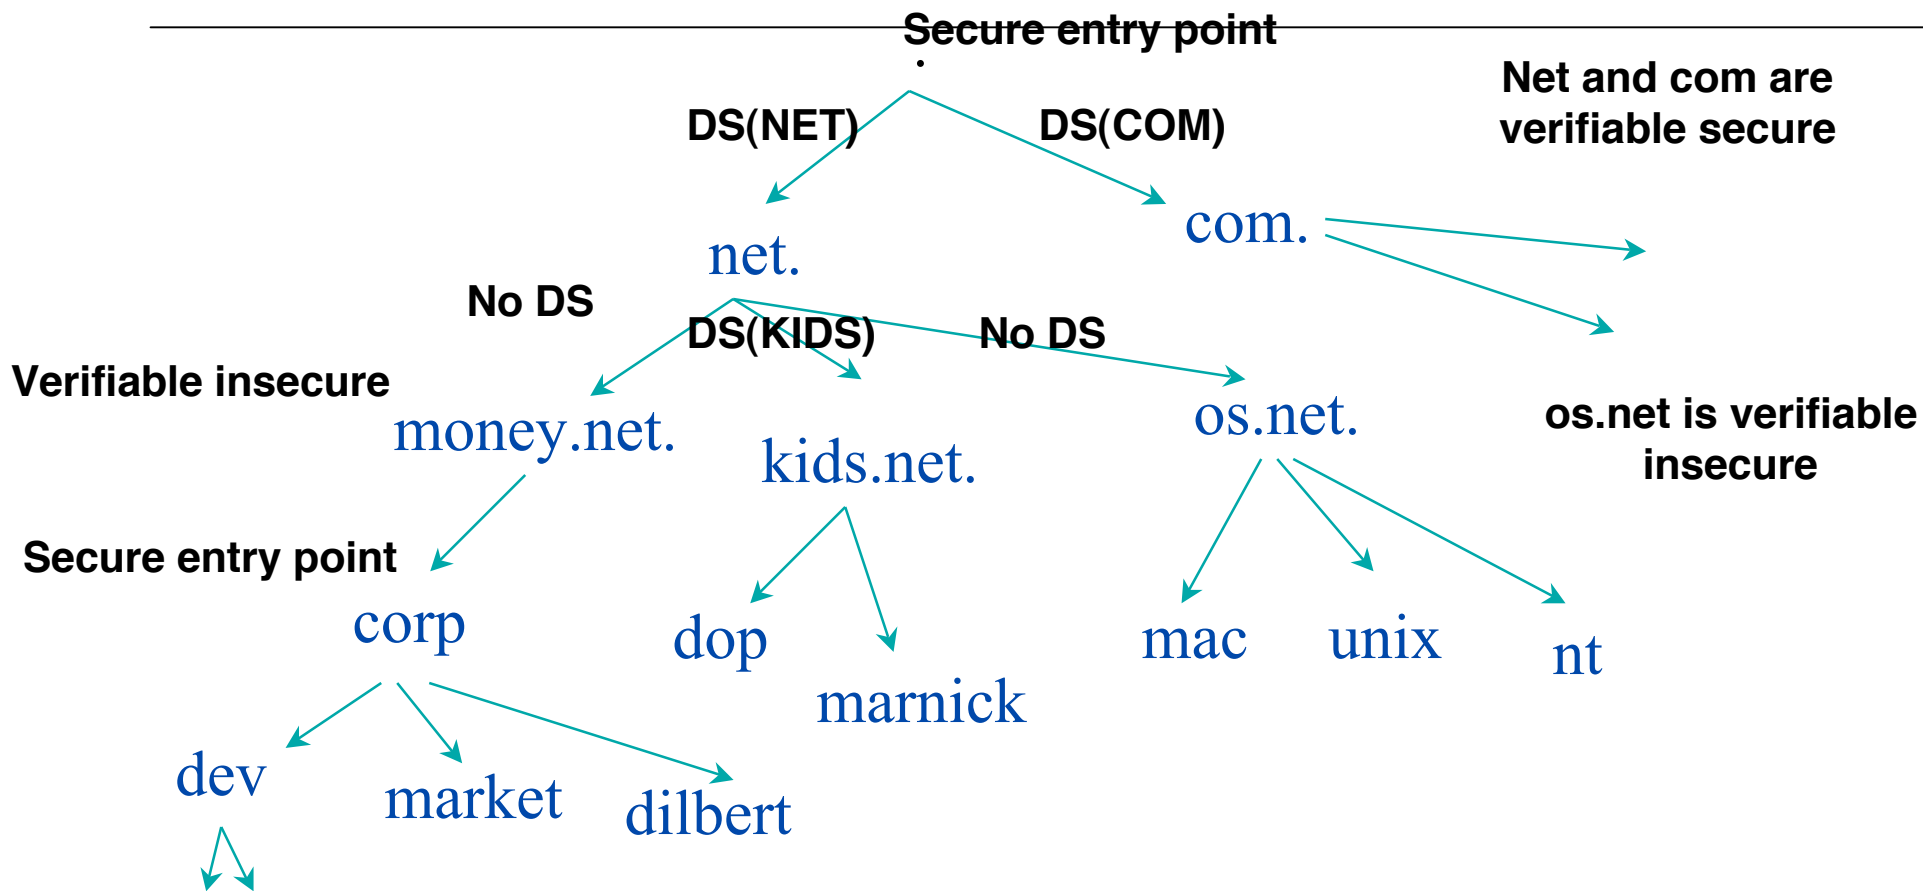 Secure entry point
.
Net and com are
verifiable secure
DS(NET)
DS(COM)
com.
net.
No DS
DS(KIDS)
No DS
Verifiable insecure
money.net.
kids.net.
os.net.
os.net is verifiable
insecure
Secure entry point
corp
dop
marnick
mac
unix
nt
dev
market
dilbert